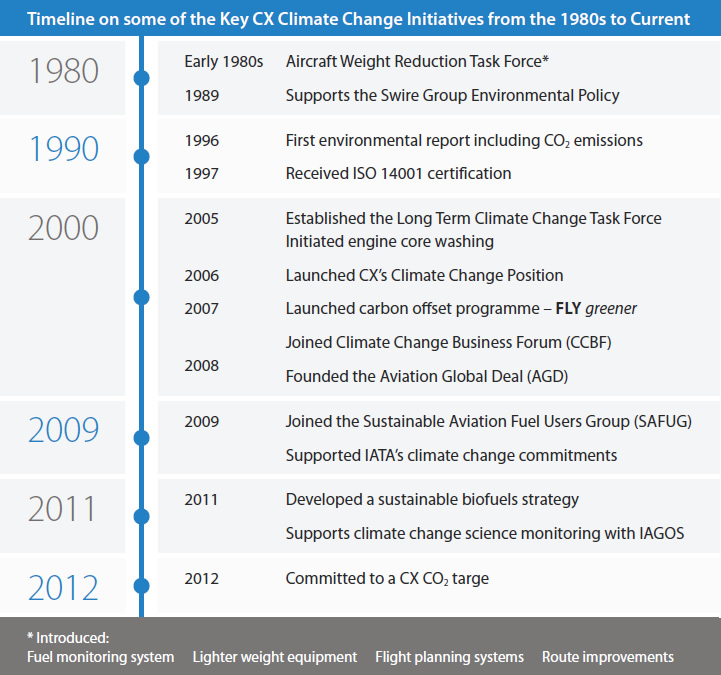 Timeline on some of the Key CX Climate Change Initiatives from the 1980s to Current
1980
Early 1980s Aircraft Weight Reduction Task Force*
1989 Supports the Swire Group Environmental Policy
1990
1996 First environmental report including CO₂ emissions
1997 Received ISO 14001 certification
2000
2005 Established the Long Term Climate Change Task Force
Initiated engine core washing
2006 Launched CX's Climate Change Position
2007 Launched carbon offset programme – FLY greener
Joined Climate Change Business Forum (CCBF)
2008
Founded the Aviation Global Deal (AGD)
2009
2009 Joined the Sustainable Aviation Fuel Users Group (SAFUG)
Supported IATA's climate change commitments
2011
2011 Developed a sustainable biofuels strategy
Supports climate change science monitoring with IAGOS
2012
2012 Committed to a CX CO₂ targe
* Introduced:
Fuel monitoring system Lighter weight equipment Flight planning systems Route improvements